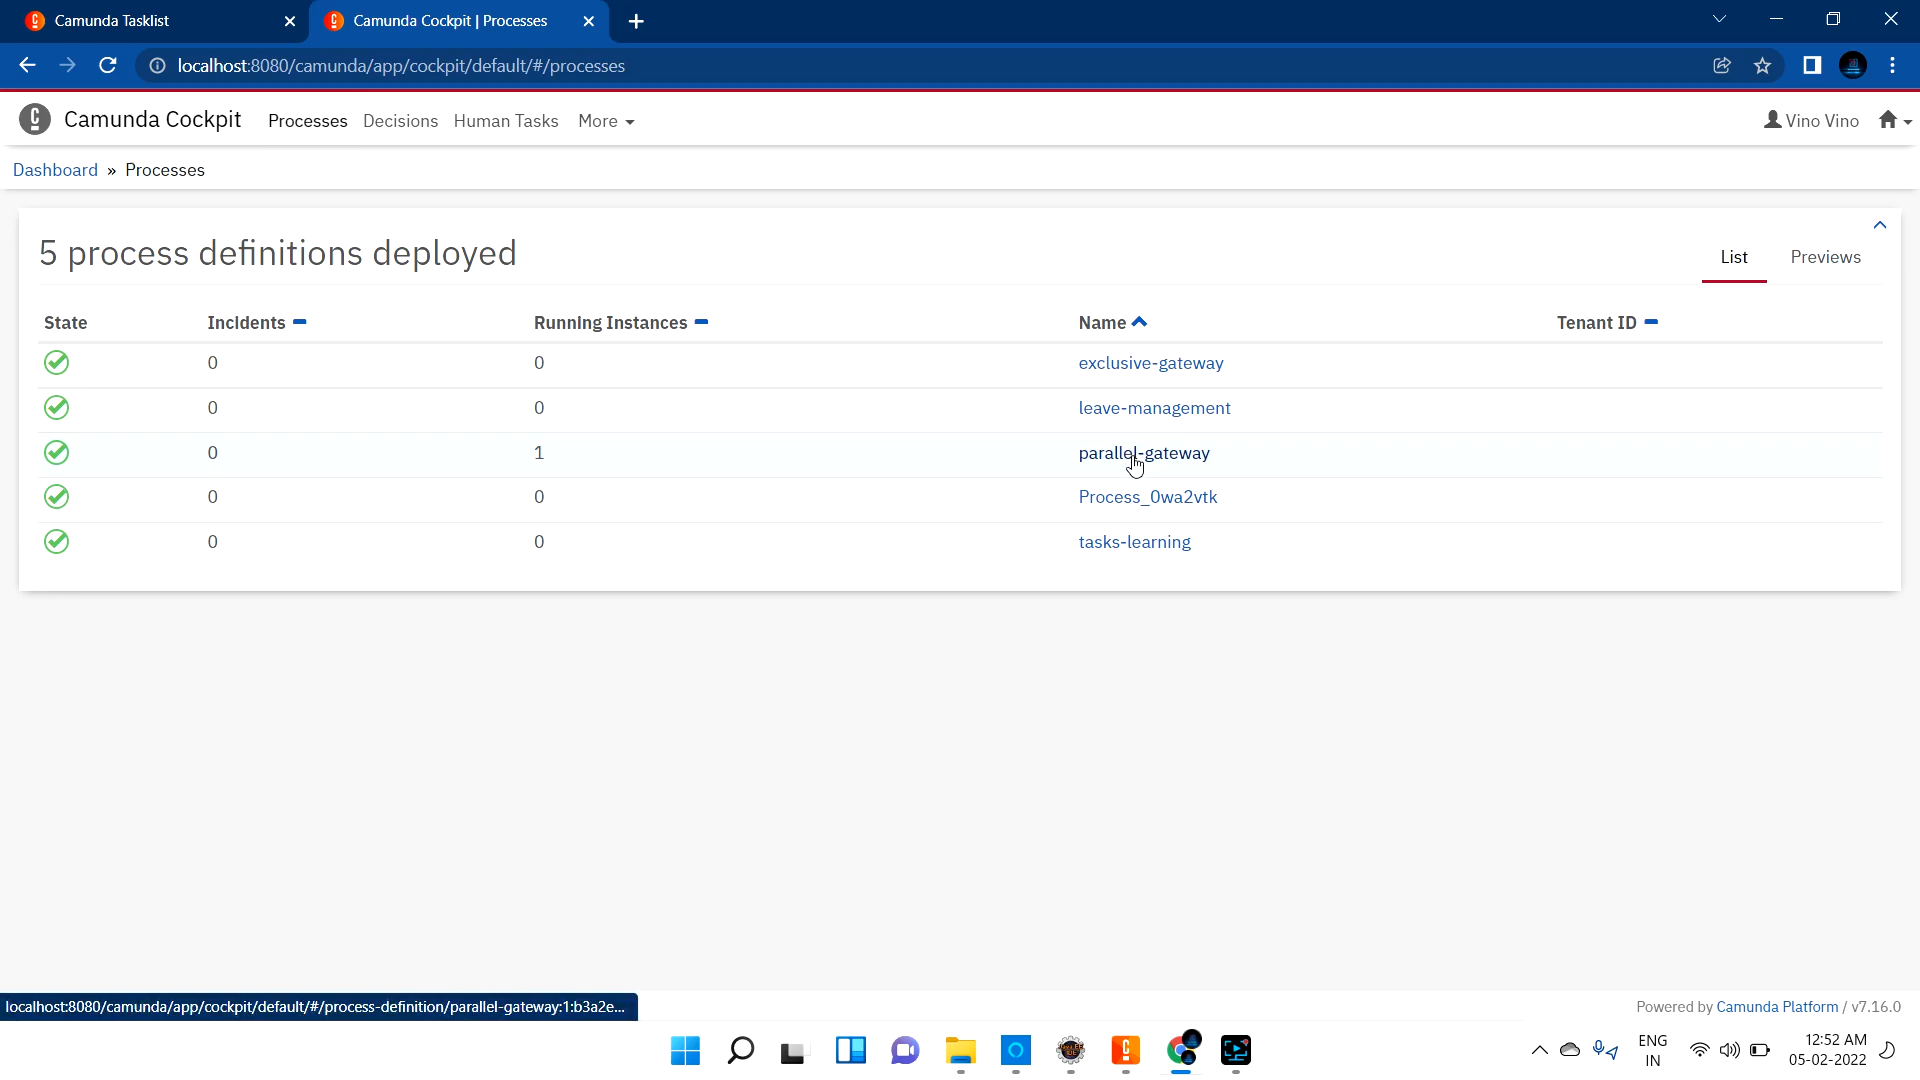 Camunda Tasklist
Camunda Cockpit | Processes
localhost:8080/camunda/app/cockpit/default/#/processes
Camunda Cockpit Processes Decisions Human Tasks More
Vino Vino
Dashboard » Processes
5 process definitions deployed
List Previews
State Incidents Running Instances Name Tenant ID
0 0 exclusive-gateway
0 0 leave-management
0 1 parallel-gateway
0 0 Process_0wa2vtk
0 0 tasks-learning
localhost:8080/camunda/app/cockpit/default/#/process-definition/parallel-gateway:1:b3a2e...
Powered by Camunda Platform / v7.16.0
ENG
IN
12:52 AM
05-02-2022